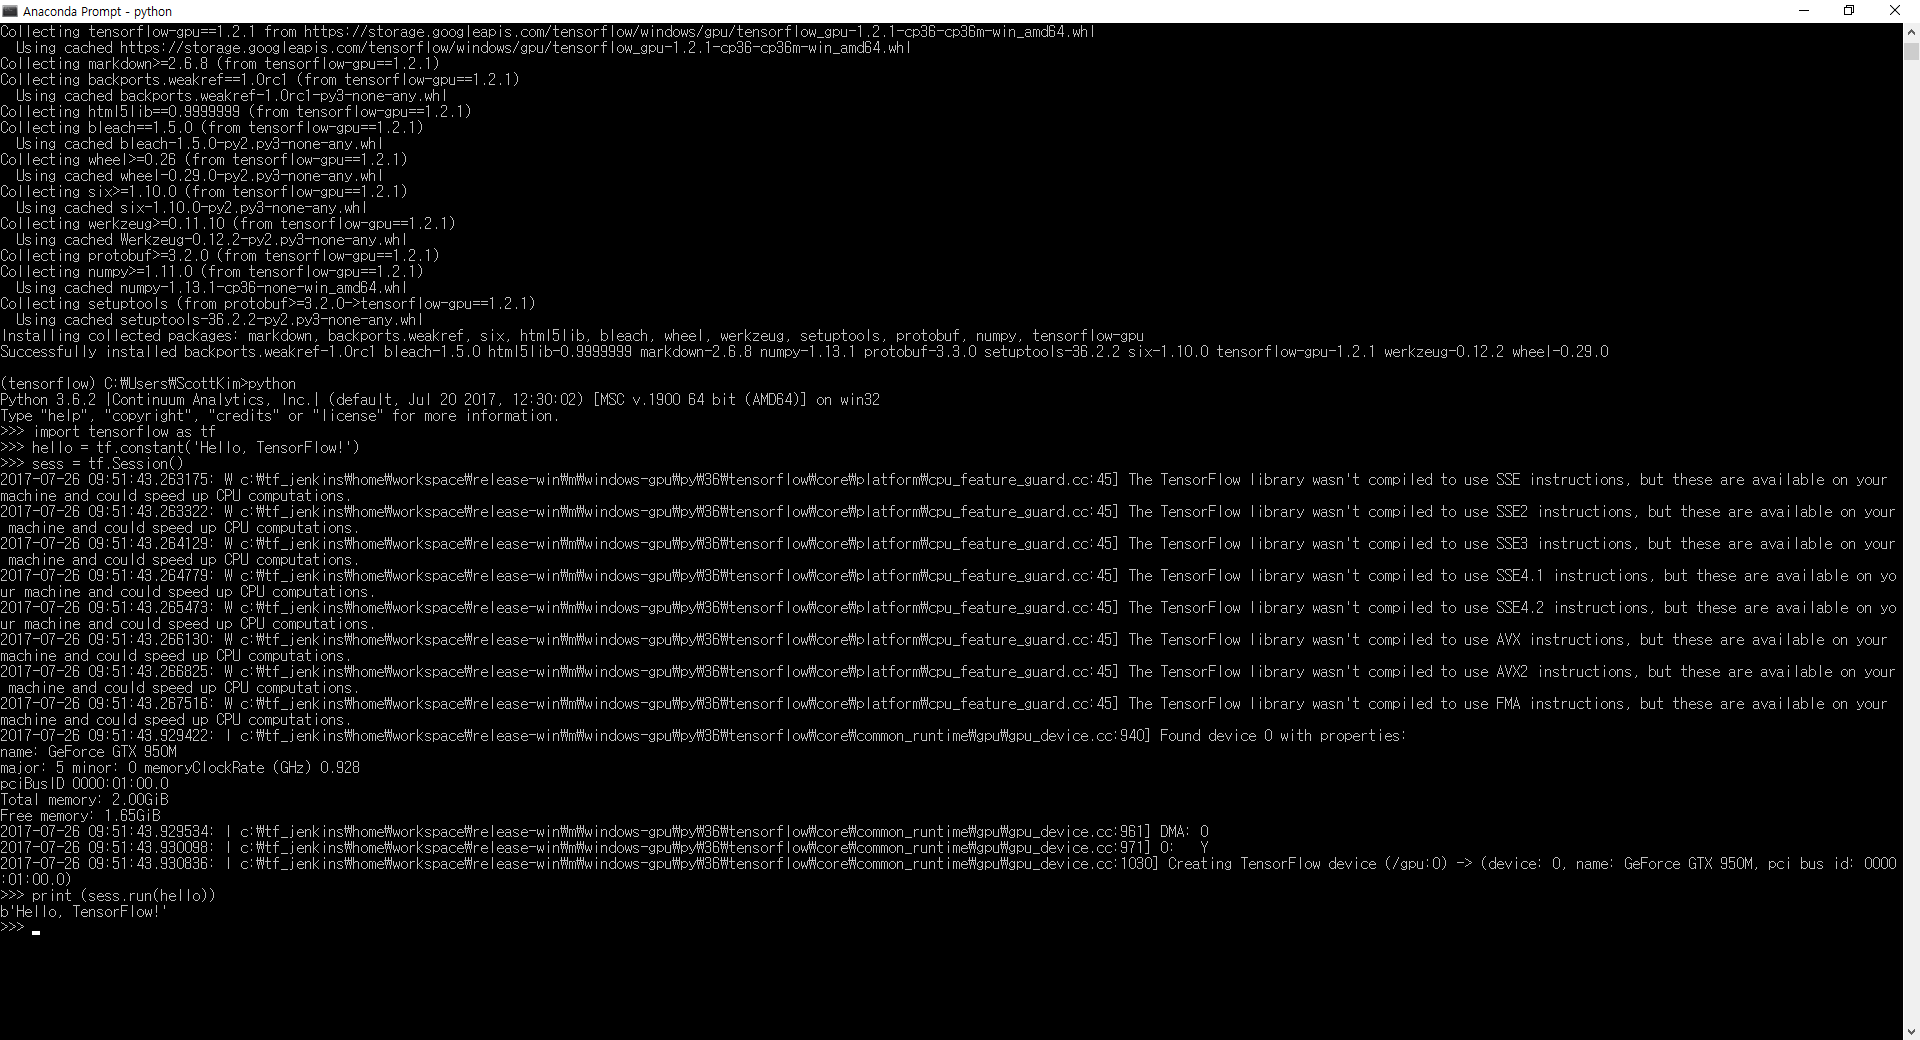 Anaconda Prompt - python
Collecting tensorflow-gpu==1.2.1 from https://storage.googleapis.com/tensorflow/windows/gpu/tensorflow_gpu-1.2.1-cp36-cp36m-win_amd64.whl
  Using cached https://storage.googleapis.com/tensorflow/windows/gpu/tensorflow_gpu-1.2.1-cp36-cp36m-win_amd64.whl
Collecting markdown>=2.6.8 (from tensorflow-gpu==1.2.1)
Collecting backports.weakref==1.0rc1 (from tensorflow-gpu==1.2.1)
  Using cached backports.weakref-1.0rc1-py3-none-any.whl
Collecting html5lib==0.9999999 (from tensorflow-gpu==1.2.1)
Collecting bleach==1.5.0 (from tensorflow-gpu==1.2.1)
  Using cached bleach-1.5.0-py2.py3-none-any.whl
Collecting wheel>=0.26 (from tensorflow-gpu==1.2.1)
  Using cached wheel-0.29.0-py2.py3-none-any.whl
Collecting six>=1.10.0 (from tensorflow-gpu==1.2.1)
  Using cached six-1.10.0-py2.py3-none-any.whl
Collecting werkzeug>=0.11.10 (from tensorflow-gpu==1.2.1)
  Using cached Werkzeug-0.12.2-py2.py3-none-any.whl
Collecting protobuf>=3.2.0 (from tensorflow-gpu==1.2.1)
Collecting numpy>=1.11.0 (from tensorflow-gpu==1.2.1)
  Using cached numpy-1.13.1-cp36-none-win_amd64.whl
Collecting setuptools (from protobuf>=3.2.0->tensorflow-gpu==1.2.1)
  Using cached setuptools-36.2.2-py2.py3-none-any.whl
Installing collected packages: markdown, backports.weakref, six, html5lib, bleach, wheel, werkzeug, setuptools, protobuf, numpy, tensorflow-gpu
Successfully installed backports.weakref-1.0rc1 bleach-1.5.0 html5lib-0.9999999 markdown-2.6.8 numpy-1.13.1 protobuf-3.3.0 setuptools-36.2.2 six-1.10.0 tensorflow-gpu-1.2.1 werkzeug-0.12.2 wheel-0.29.0
(tensorflow) C:₩Users₩ScottKim>python
Python 3.6.2 |Continuum Analytics, Inc.| (default, Jul 20 2017, 12:30:02) [MSC v.1900 64 bit (AMD64)] on win32
Type "help", "copyright", "credits" or "license" for more information.
>>> import tensorflow as tf
>>> hello = tf.constant('Hello, TensorFlow!')
>>> sess = tf.Session()
2017-07-26 09:51:43.263175: W c:₩tf_jenkins₩home₩workspace₩release-win₩m₩windows-gpu₩py₩36₩tensorflow₩core₩platform₩cpu_feature_guard.cc:45] The TensorFlow library wasn't compiled to use SSE instructions, but these are available on your
machine and could speed up CPU computations.
2017-07-26 09:51:43.263322: W c:₩tf_jenkins₩home₩workspace₩release-win₩m₩windows-gpu₩py₩36₩tensorflow₩core₩platform₩cpu_feature_guard.cc:45] The TensorFlow library wasn't compiled to use SSE2 instructions, but these are available on your
 machine and could speed up CPU computations.
2017-07-26 09:51:43.264129: W c:₩tf_jenkins₩home₩workspace₩release-win₩m₩windows-gpu₩py₩36₩tensorflow₩core₩platform₩cpu_feature_guard.cc:45] The TensorFlow library wasn't compiled to use SSE3 instructions, but these are available on your
 machine and could speed up CPU computations.
2017-07-26 09:51:43.264779: W c:₩tf_jenkins₩home₩workspace₩release-win₩m₩windows-gpu₩py₩36₩tensorflow₩core₩platform₩cpu_feature_guard.cc:45] The TensorFlow library wasn't compiled to use SSE4.1 instructions, but these are available on yo
ur machine and could speed up CPU computations.
2017-07-26 09:51:43.265473: W c:₩tf_jenkins₩home₩workspace₩release-win₩m₩windows-gpu₩py₩36₩tensorflow₩core₩platform₩cpu_feature_guard.cc:45] The TensorFlow library wasn't compiled to use SSE4.2 instructions, but these are available on yo
ur machine and could speed up CPU computations.
2017-07-26 09:51:43.266130: W c:₩tf_jenkins₩home₩workspace₩release-win₩m₩windows-gpu₩py₩36₩tensorflow₩core₩platform₩cpu_feature_guard.cc:45] The TensorFlow library wasn't compiled to use AVX instructions, but these are available on your
machine and could speed up CPU computations.
2017-07-26 09:51:43.266825: W c:₩tf_jenkins₩home₩workspace₩release-win₩m₩windows-gpu₩py₩36₩tensorflow₩core₩platform₩cpu_feature_guard.cc:45] The TensorFlow library wasn't compiled to use AVX2 instructions, but these are available on your
 machine and could speed up CPU computations.
2017-07-26 09:51:43.267516: W c:₩tf_jenkins₩home₩workspace₩release-win₩m₩windows-gpu₩py₩36₩tensorflow₩core₩platform₩cpu_feature_guard.cc:45] The TensorFlow library wasn't compiled to use FMA instructions, but these are available on your
machine and could speed up CPU computations.
2017-07-26 09:51:43.929422: I c:₩tf_jenkins₩home₩workspace₩release-win₩m₩windows-gpu₩py₩36₩tensorflow₩core₩common_runtime₩gpu₩gpu_device.cc:940] Found device 0 with properties:
name: GeForce GTX 950M
major: 5 minor: 0 memoryClockRate (GHz) 0.928
pciBusID 0000:01:00.0
Total memory: 2.00GiB
Free memory: 1.65GiB
2017-07-26 09:51:43.929534: I c:₩tf_jenkins₩home₩workspace₩release-win₩m₩windows-gpu₩py₩36₩tensorflow₩core₩common_runtime₩gpu₩gpu_device.cc:961] DMA: 0
2017-07-26 09:51:43.930098: I c:₩tf_jenkins₩home₩workspace₩release-win₩m₩windows-gpu₩py₩36₩tensorflow₩core₩common_runtime₩gpu₩gpu_device.cc:971] 0:   Y
2017-07-26 09:51:43.930836: I c:₩tf_jenkins₩home₩workspace₩release-win₩m₩windows-gpu₩py₩36₩tensorflow₩core₩common_runtime₩gpu₩gpu_device.cc:1030] Creating TensorFlow device (/gpu:0) -> (device: 0, name: GeForce GTX 950M, pci bus id: 0000
:01:00.0)
>>> print (sess.run(hello))
b'Hello, TensorFlow!'
>>>